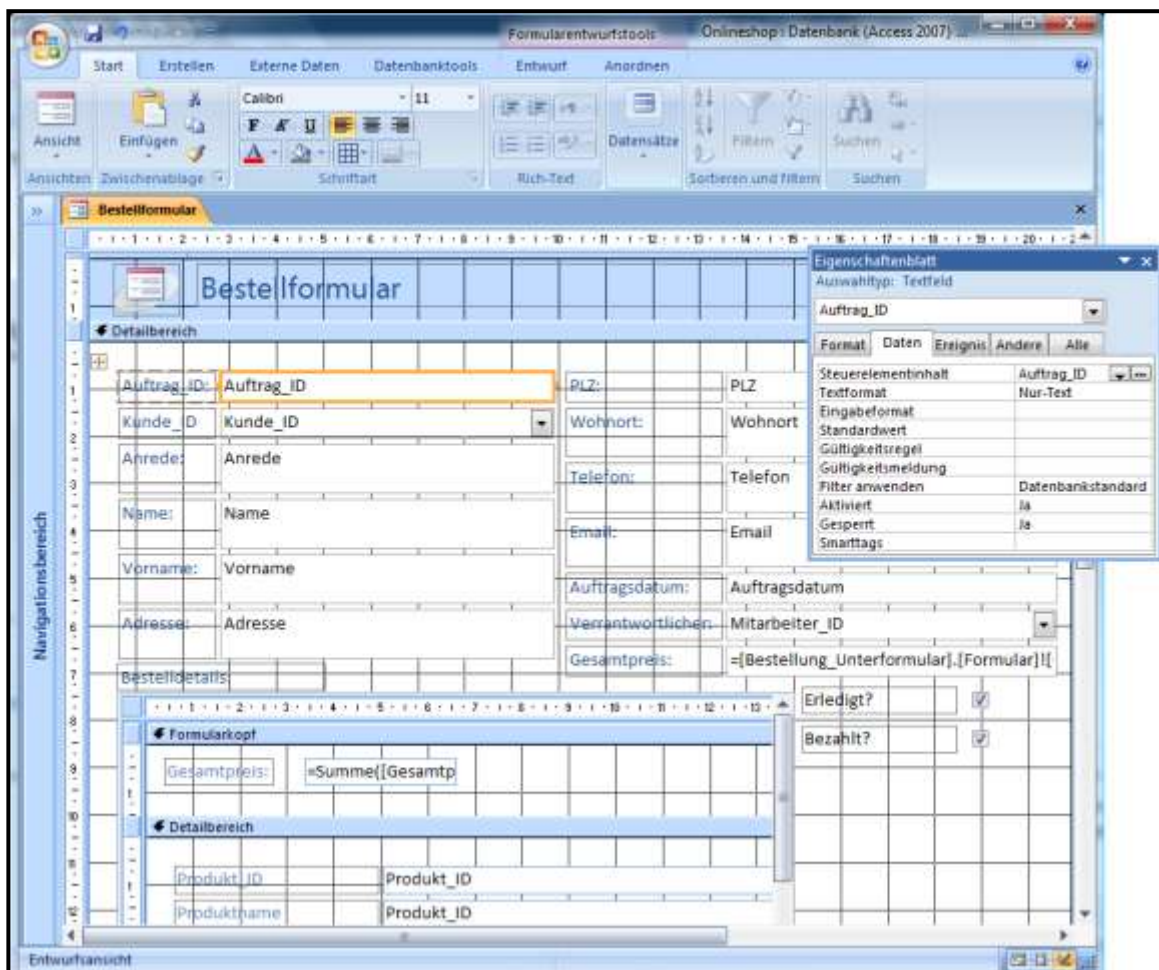 Formularentwurfstools Onlineshop : Datenbank (Access 2007) ...
Start Erstellen Externe Daten Datenbanktools Entwurf Anordnen
Calibri 11
F K U
Ansicht Einfügen Datensätze Filtern Suchen
Ansichten Zwischenablage Schriftart Rich-Text Sortieren und Filtern Suchen
Bestellformular
Navigationsbereich
Bestellformular
Detailbereich
Auftrag_ID: Auftrag_ID
Kunde_ID Kunde_ID
Anrede: Anrede
Name: Name
Vorname: Vorname
Adresse: Adresse
PLZ: PLZ
Wohnort: Wohnort
Telefon: Telefon
Email: Email
Auftragsdatum: Auftragsdatum
Verrantwortlicher: Mitarbeiter_ID
Gesamtpreis: =[Bestellung_Unterformular].[Formular]![
Erledigt?
Bezahlt?
Bestelldetails:
Formularkopf
Gesamtpreis: =Summe([Gesamtp
Detailbereich
Produkt_ID Produkt_ID
Produktname Produkt_ID
Eigenschaftenblatt
Auswahltyp: Textfeld
Auftrag_ID
Format Daten Ereignis Andere Alle
Steuerelementinhalt Auftrag_ID
Textformat Nur-Text
Eingabeformat
Standardwert
Gültigkeitsregel
Gültigkeitsmeldung
Filter anwenden Datenbankstandard
Aktiviert Ja
Gesperrt Ja
Smarttags
Entwurfsansicht